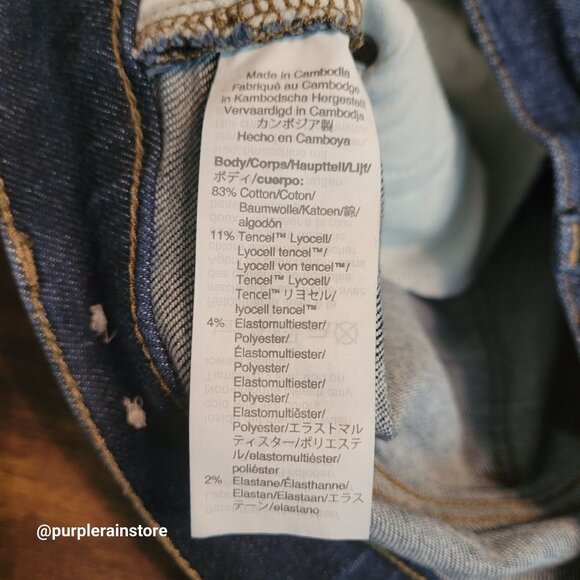 Made in Cambodia
Fabriqué au Cambodge
in Kambodscha Hergestellt
Vervaardigd in Cambodja
カンボジア製
Hecho en Camboya
Body/Corps/Hauptteil/Lijf/
ボディ/cuerpo:
83% Cotton/Coton/
Baumwolle/Katoen/綿/
algodón
11% Tencel™ Lyocell/
Lyocell tencel™/
Lyocell von tencel™/
Tencel™ Lyocell/
Tencel™ リヨセル/
lyocell tencel™
4% Elastomultiester/
Polyester/
Élastomultiester/
Polyester/
Elastomultiester/
Polyester/
Elastomultiëster/
Polyester/エラストマル
ティスター/ポリエステ
ル/elastomultiéster/
poliéster
2% Elastane/Élasthanne/
Elastan/Elastaan/エラス
テーン/elastano
@purplerainstore